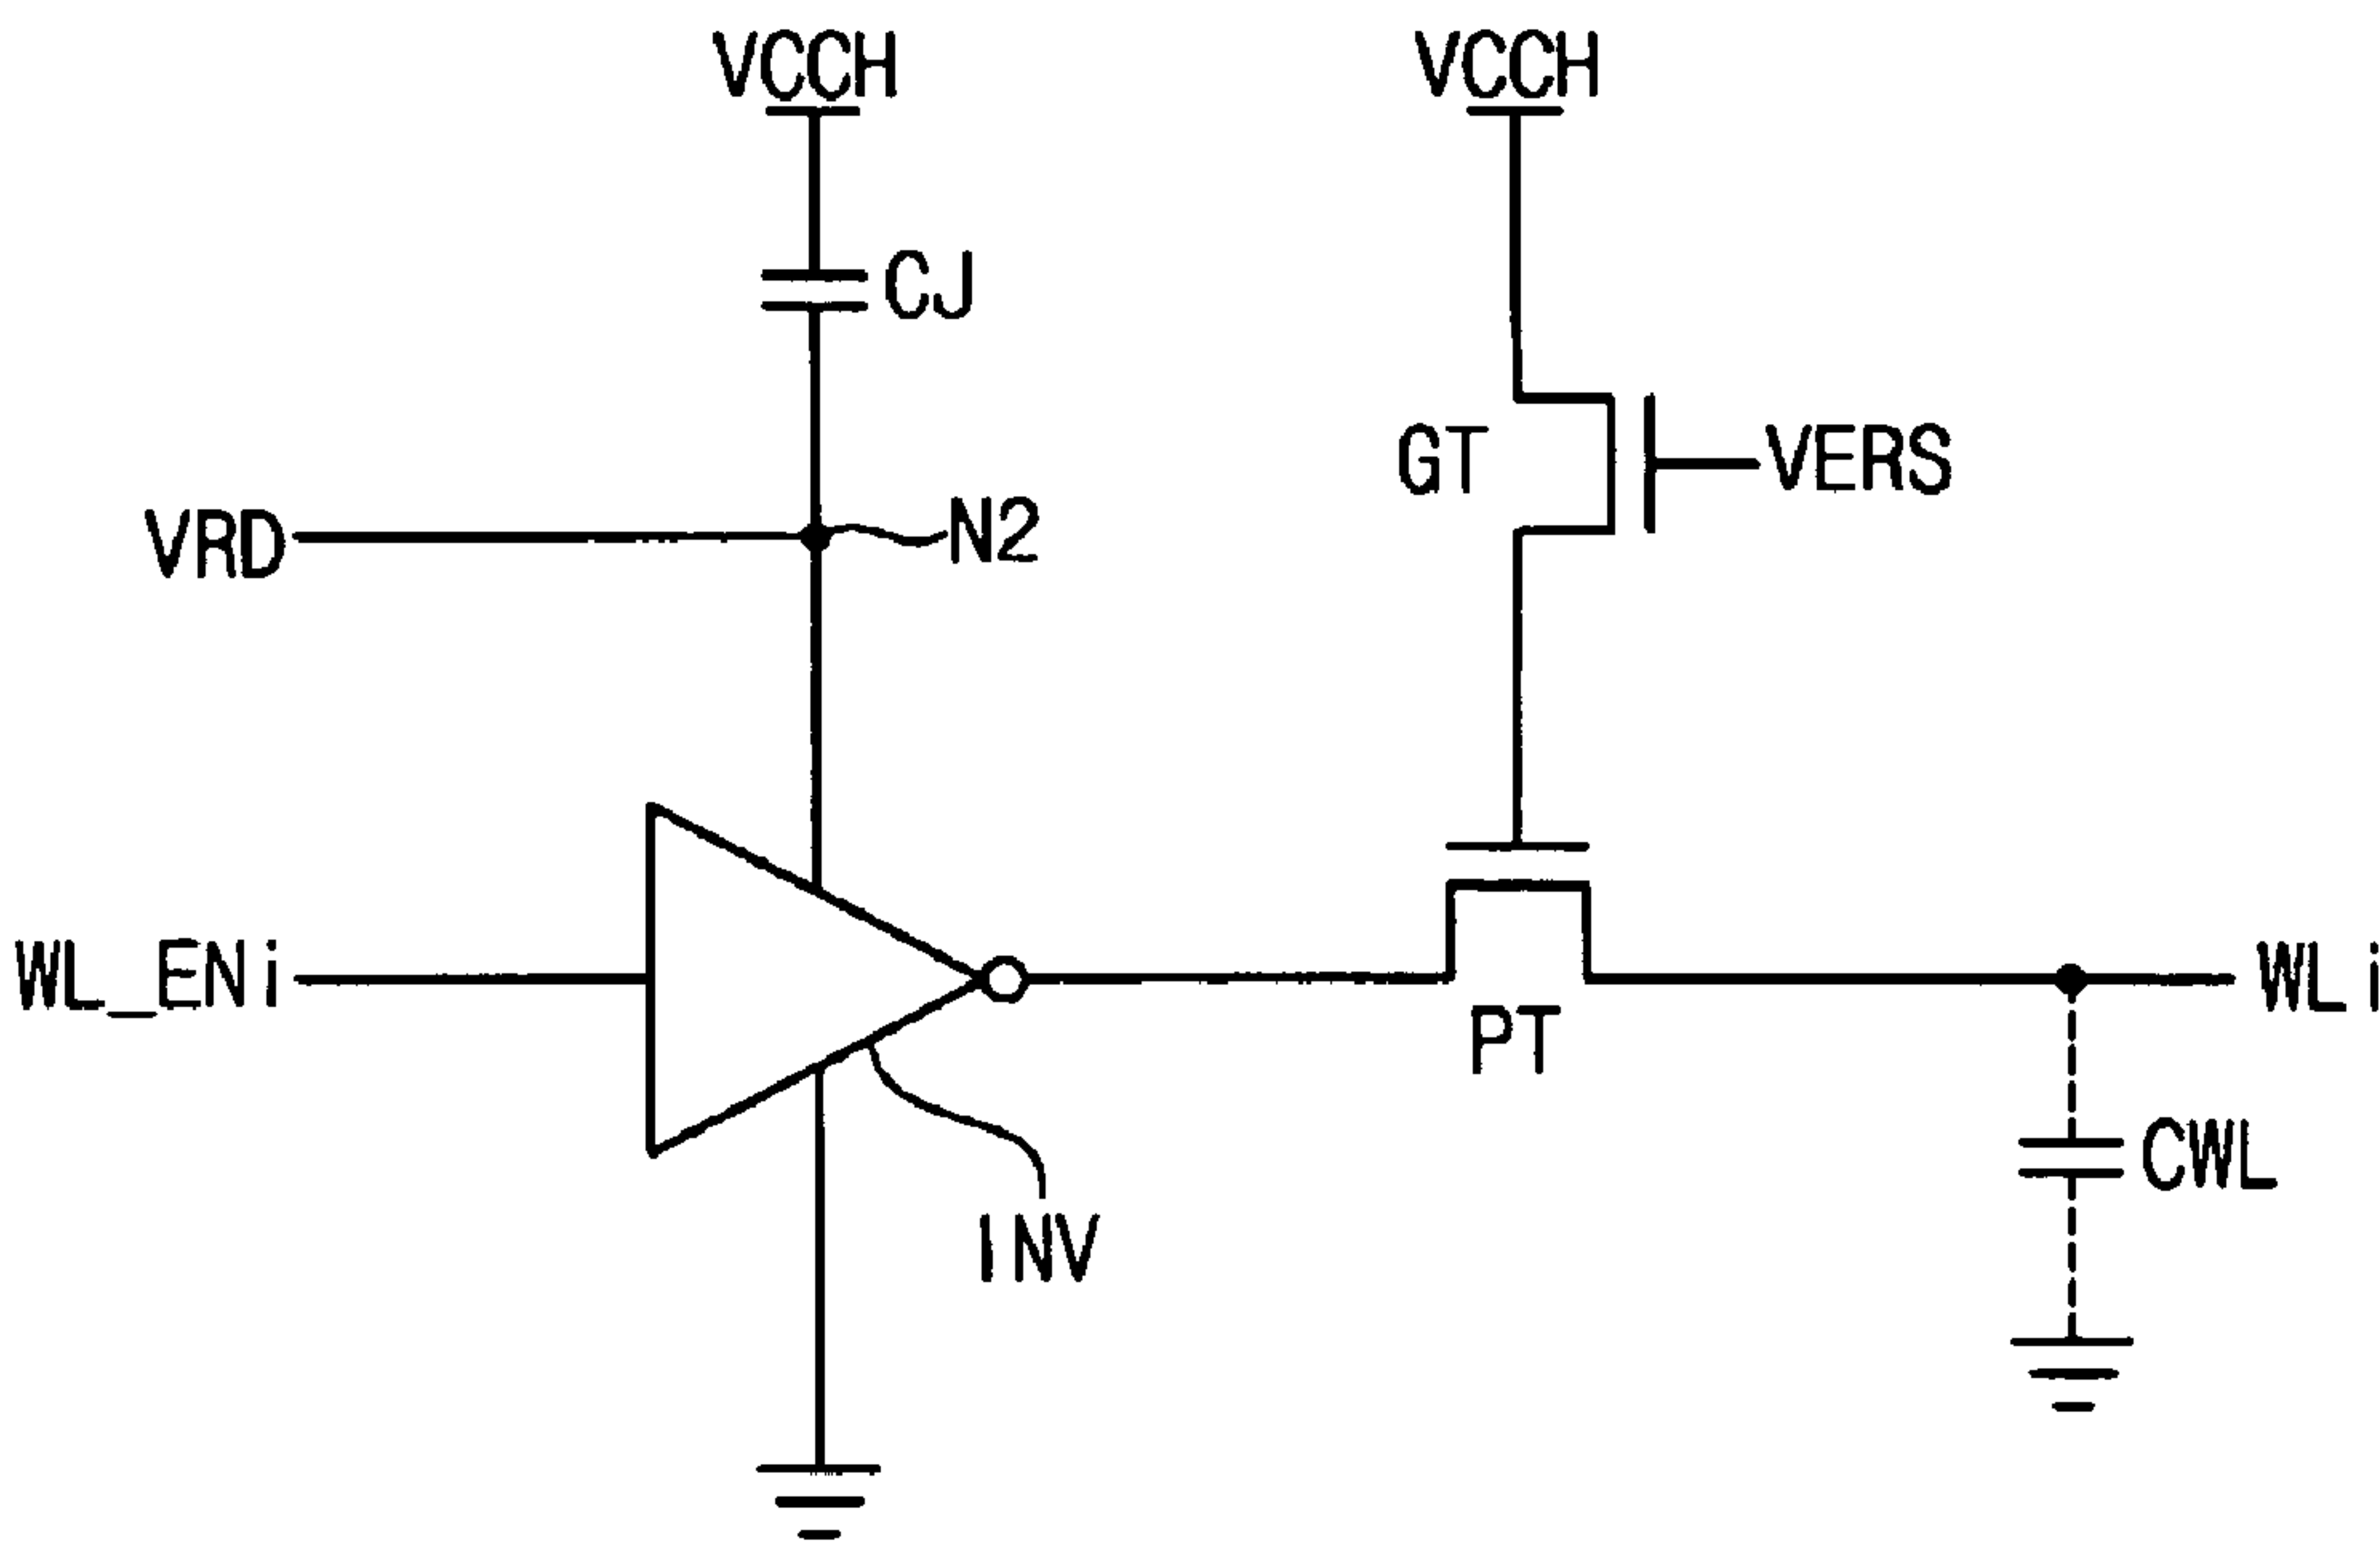 VCCH
VCCH
CJ
GT
VERS
VRD
N2
WL_ENi
WLi
PT
CWL
INV